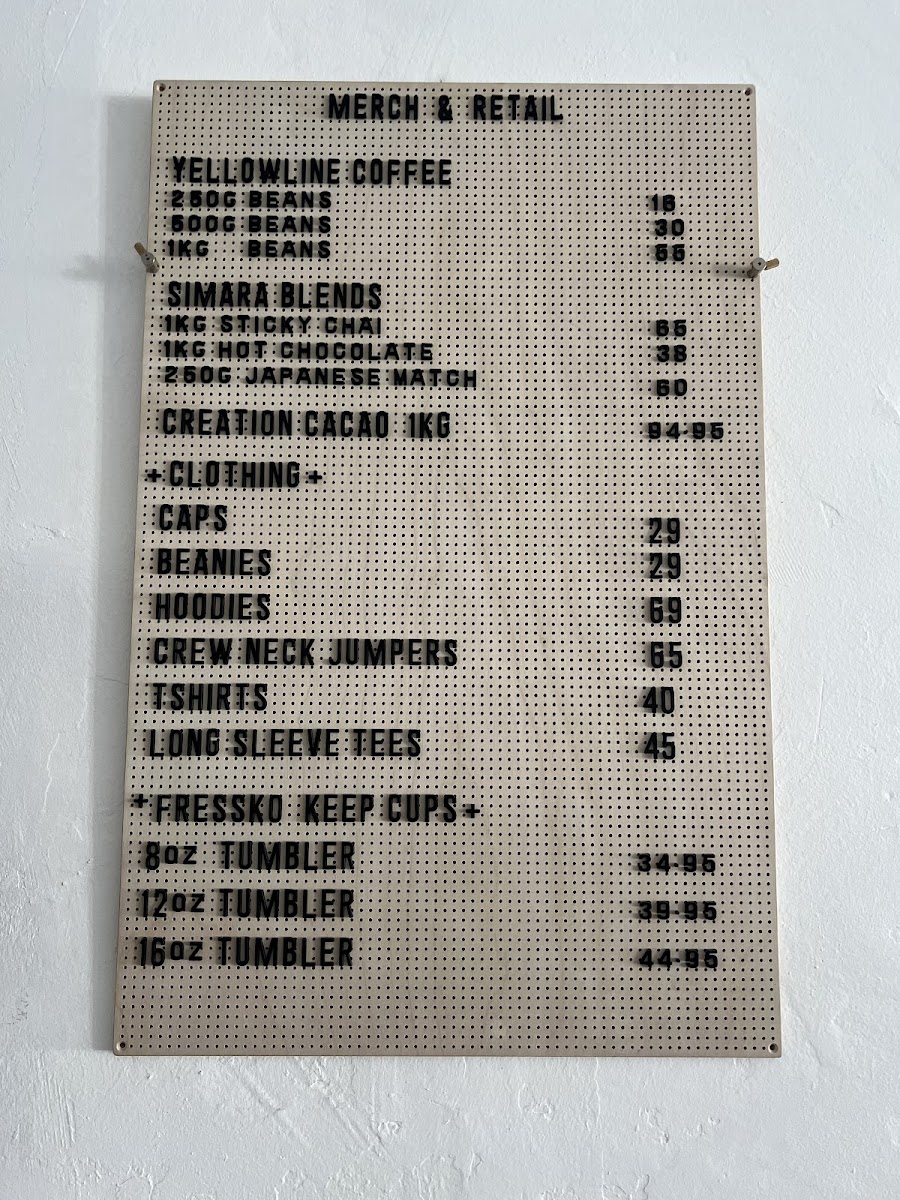 MERCH & RETAIL
YELLOWLINE COFFEE
250G BEANS 16
500G BEANS 30
1KG BEANS 55
SIMARA BLENDS
1KG STICKY CHAI 65
1KG HOT CHOCOLATE 38
250G JAPANESE MATCH 60
CREATION CACAO 1KG 94.95
+CLOTHING+
CAPS 29
BEANIES 29
HOODIES 69
CREW NECK JUMPERS 65
TSHIRTS 40
LONG SLEEVE TEES 45
+FRESSKO KEEP CUPS+
8OZ TUMBLER 34.95
12OZ TUMBLER 39.95
16OZ TUMBLER 44.95